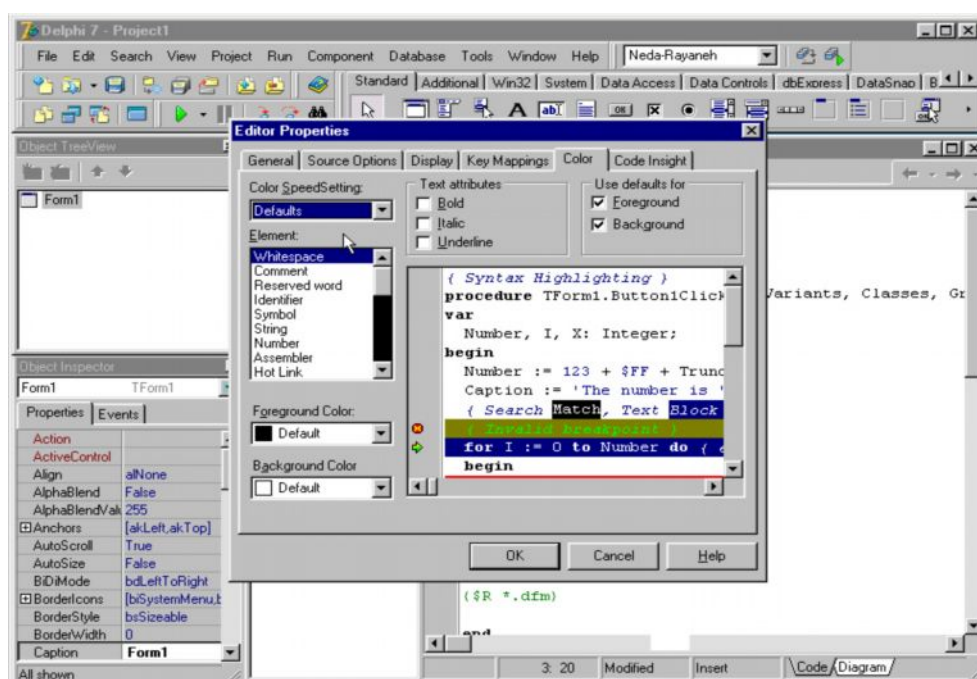 Delphi 7 - Project1
File Edit Search View Project Run Component Database Tools Window Help Neda-Rayaneh
Standard Additional Win32 System Data Access Data Controls dbExpress DataSnap B
Object TreeView
Form1
Editor Properties
General Source Options Display Key Mappings Color Code Insight
Color SpeedSetting:
Defaults
Element:
Whitespace
Comment
Reserved word
Identifier
Symbol
String
Number
Assembler
Hot Link
Foreground Color:
Default
Background Color
Default
Text attributes
Bold
Italic
Underline
Use defaults for
Foreground
Background
{ Syntax Highlighting }
procedure TForm1.Button1Click
var
Number, I, X: Integer;
begin
Number := 123 + $FF + Trunc
Caption := 'The number is '
{ Search Match, Text Block
{ Invalid breakpoint }
for I := 0 to Number do {
begin
OK Cancel Help
Variants, Classes, Gr
Object Inspector
Form1 TForm1
Properties Events
Action
ActiveControl
Align alNone
AlphaBlend False
AlphaBlendVal 255
Anchors [akLeft,akTop]
AutoScroll True
AutoSize False
BiDiMode bdLeftToRight
BorderIcons [biSystemMenu,
BorderStyle bsSizeable
BorderWidth 0
Caption Form1
All shown
{$R *.dfm}
end.
3: 20 Modified Insert Code Diagram